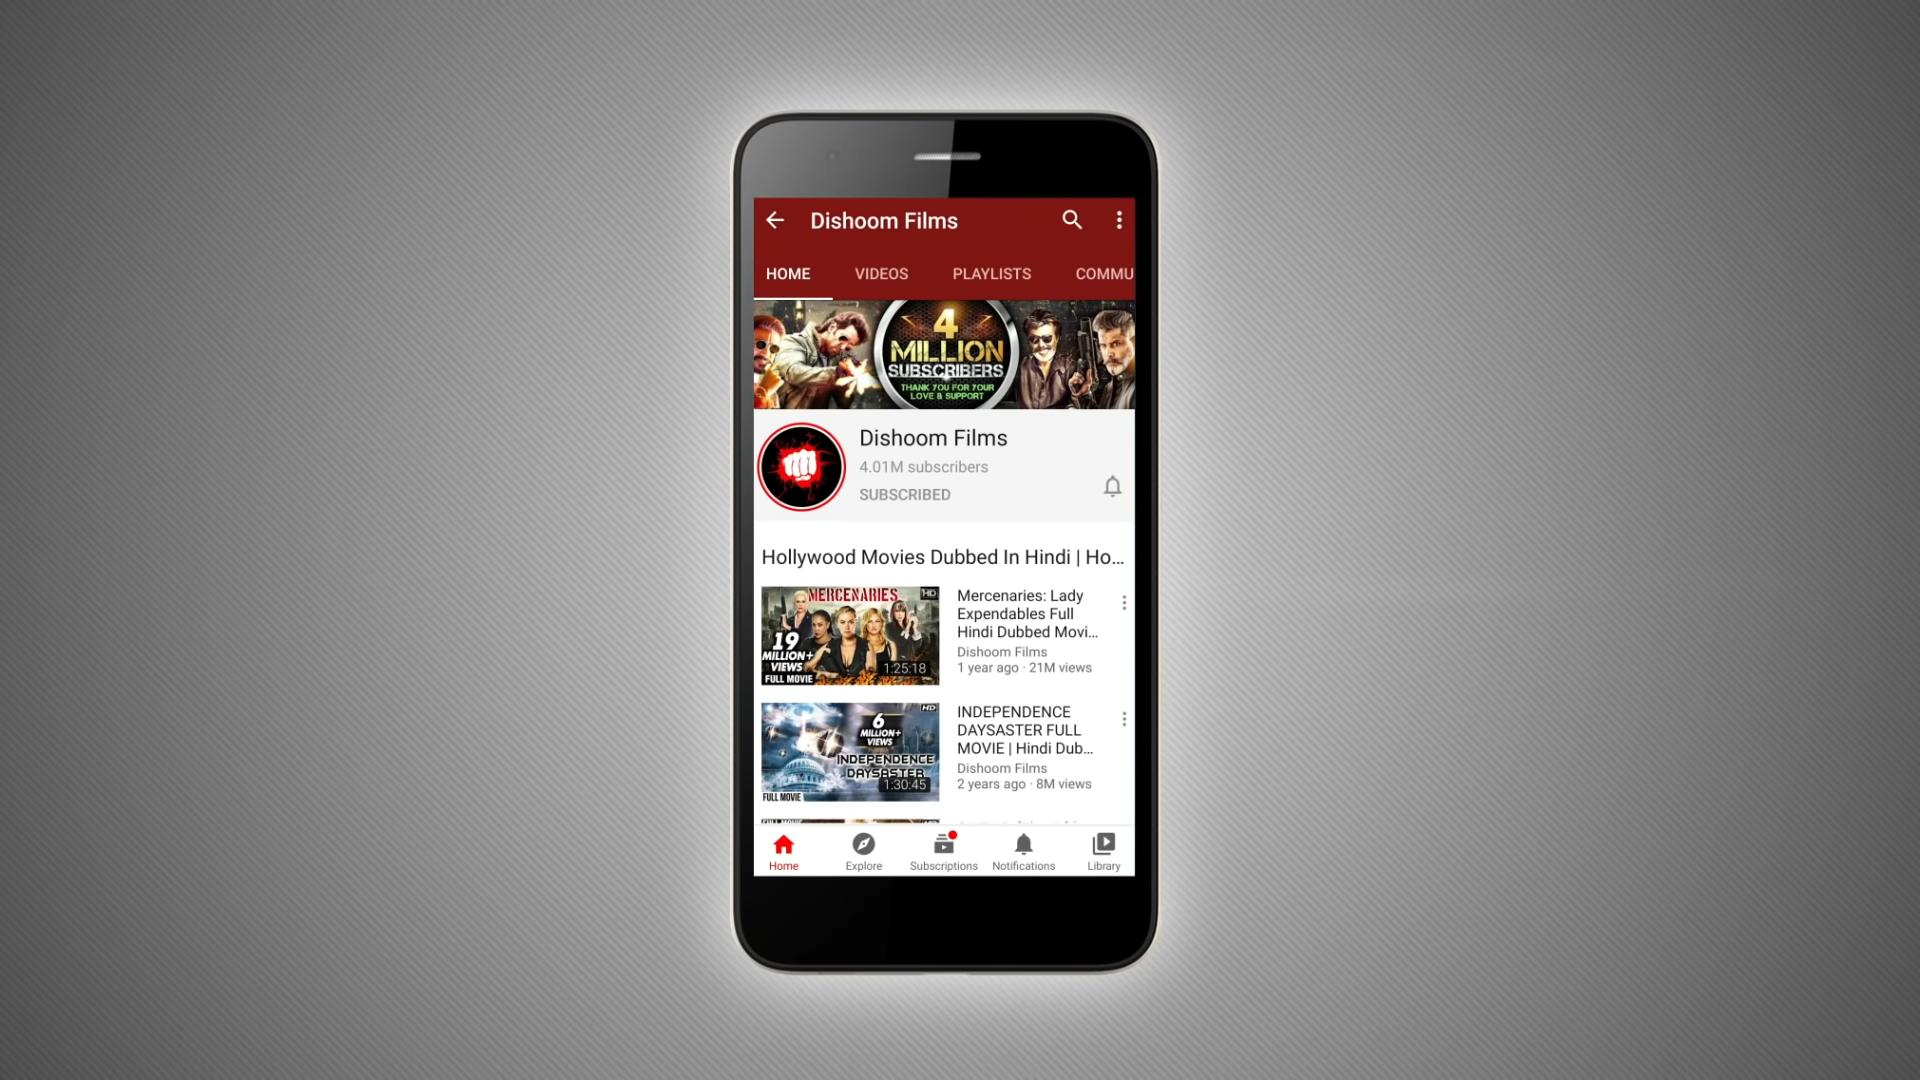 Dishoom Films
HOME VIDEOS PLAYLISTS COMMU
4
MILLION
SUBSCRIBERS
THANK YOU FOR YOUR
LOVE & SUPPORT
Dishoom Films
4.01M subscribers
SUBSCRIBED
Hollywood Movies Dubbed In Hindi | Ho...
MERCENARIES
HD
19
MILLION+
VIEWS
FULL MOVIE
1:25:18
Mercenaries: Lady
Expendables Full
Hindi Dubbed Movi...
Dishoom Films
1 year ago · 21M views
HD
6
MILLION+
VIEWS
INDEPENDENCE
DAYSASTER
1:30:45
FULL MOVIE
INDEPENDENCE
DAYSASTER FULL
MOVIE | Hindi Dub...
Dishoom Films
2 years ago · 8M views
Home Explore Subscriptions Notifications Library